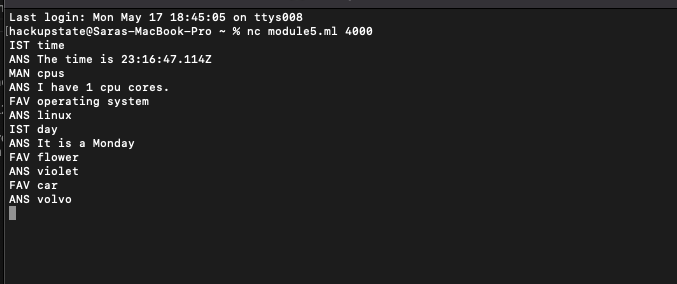 Last login: Mon May 17 18:45:05 on ttys008
[hackupstate@Saras-MacBook-Pro ~ % nc module5.ml 4000
IST time
ANS The time is 23:16:47.114Z
MAN cpus
ANS I have 1 cpu cores.
FAV operating system
ANS linux
IST day
ANS It is a Monday
FAV flower
ANS violet
FAV car
ANS volvo